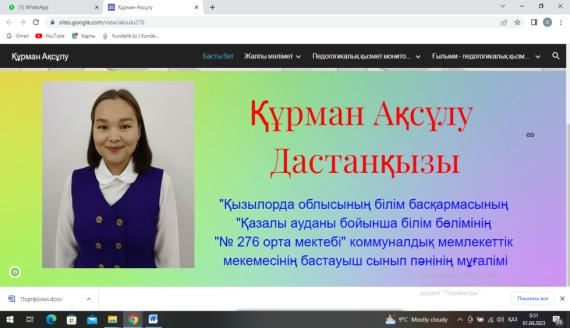 (1) WhatsApp
Құрман Ақсұлу
sites.google.com/view/aksulu276
Gmail
YouTube
Карты
Kundelik.kz | Kunde...
Құрман Ақсұлу
Басты бет
Жалпы мәлімет
Педогогикалық қызмет монито...
Ғылыми - педогогикалық қызм...
Құрман Ақсұлу
Дастанқызы
"Қызылорда облысының білім басқармасының
"Қазалы ауданы бойынша білім бөлімінің
"№ 276 орта мектебі" коммуналдық мемлекеттік
мекемесінің бастауыш сынып пәнінің мұғалімі
раздел "Параметры".
Портфолио.docx
Показать все
9°C Mostly cloudy
ҚАЗ
9:51
01.04.2023